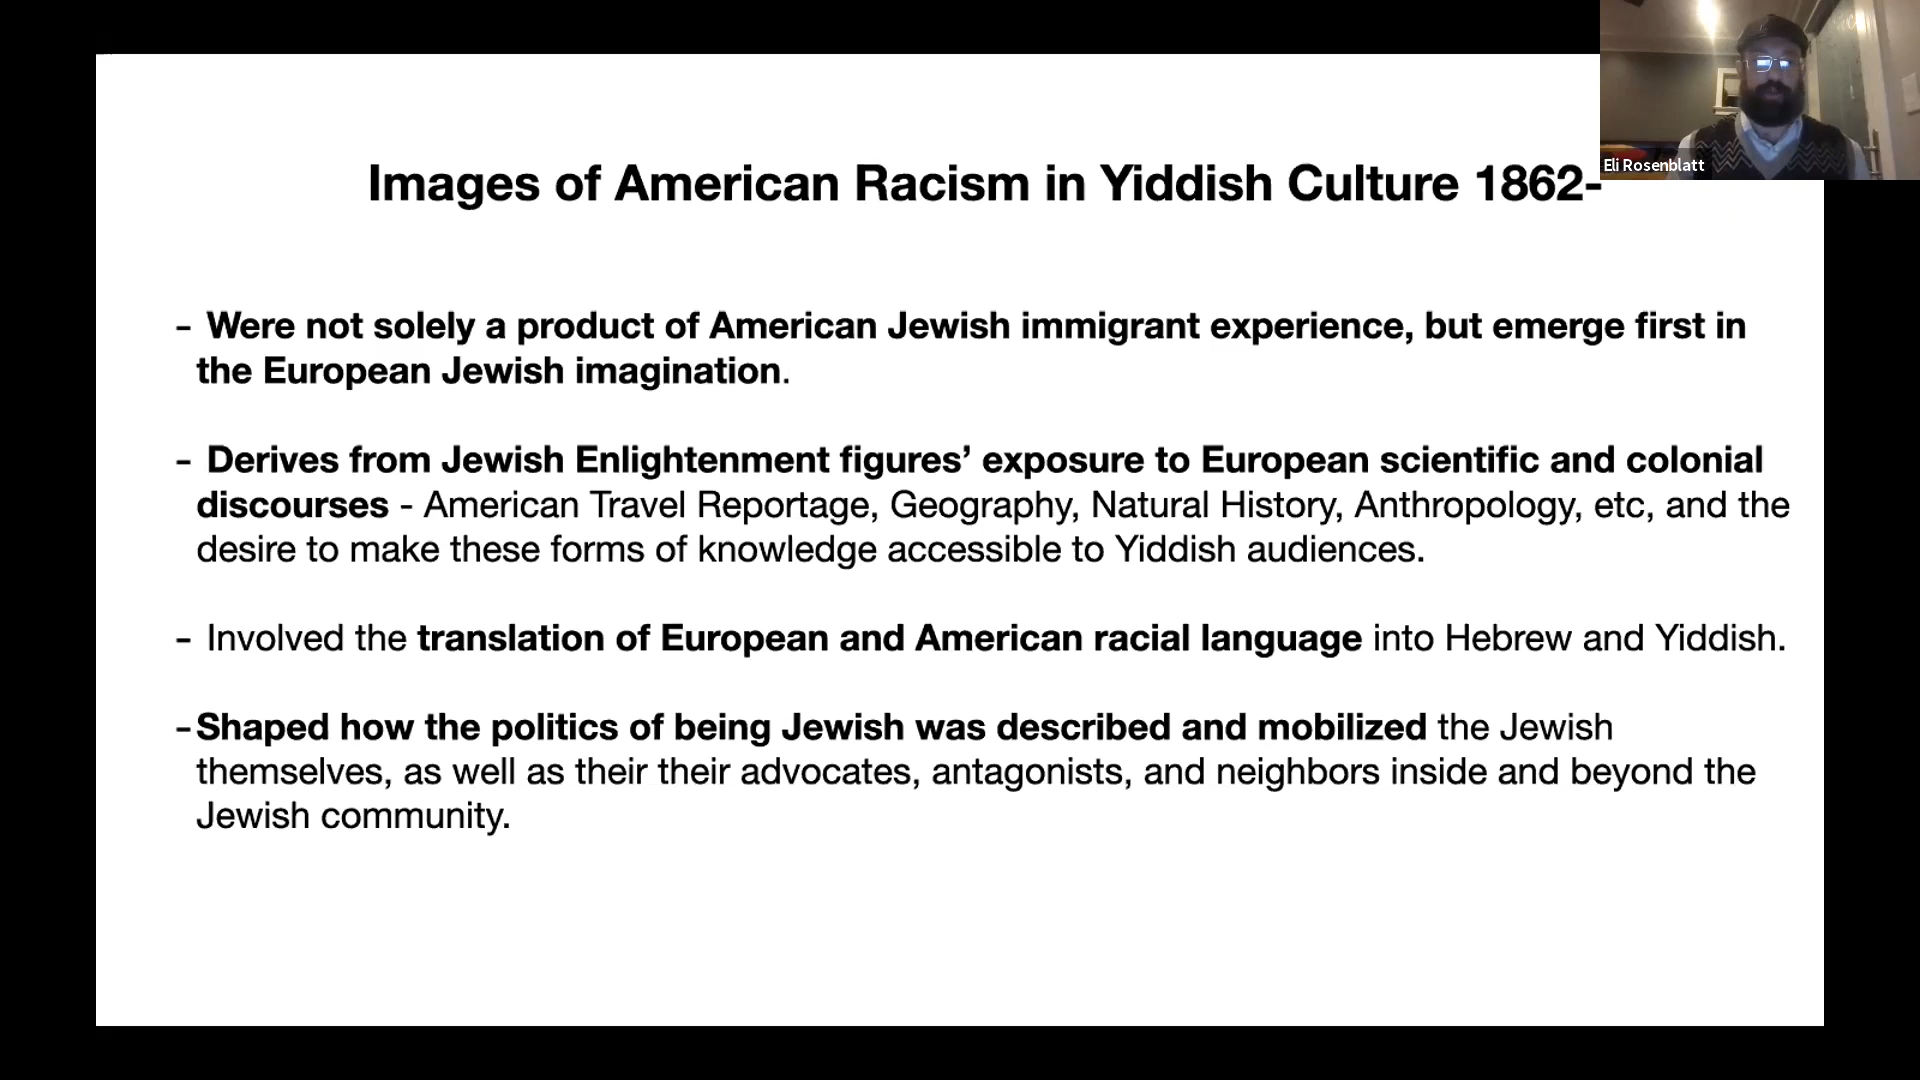 Eli Rosenblatt
Images of American Racism in Yiddish Culture 1862-
- Were not solely a product of American Jewish immigrant experience, but emerge first in
the European Jewish imagination.
- Derives from Jewish Enlightenment figures’ exposure to European scientific and colonial
discourses - American Travel Reportage, Geography, Natural History, Anthropology, etc, and the
desire to make these forms of knowledge accessible to Yiddish audiences.
- Involved the translation of European and American racial language into Hebrew and Yiddish.
-Shaped how the politics of being Jewish was described and mobilized the Jewish
themselves, as well as their their advocates, antagonists, and neighbors inside and beyond the
Jewish community.